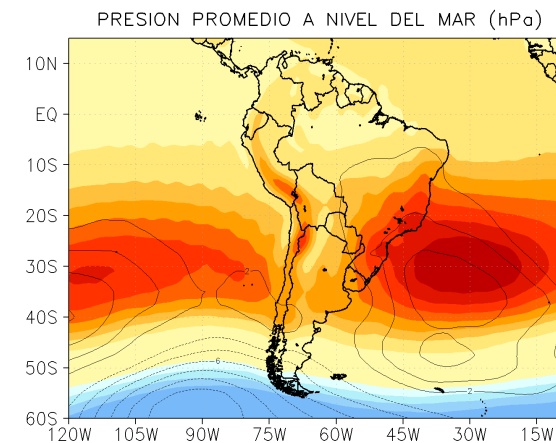 PRESION PROMEDIO A NIVEL DEL MAR (hPa)
10N
EQ
10S
20S
30S
2
40S
6
50S
2
60S
120W 105W 90W 75W 60W 45W 30W 15W